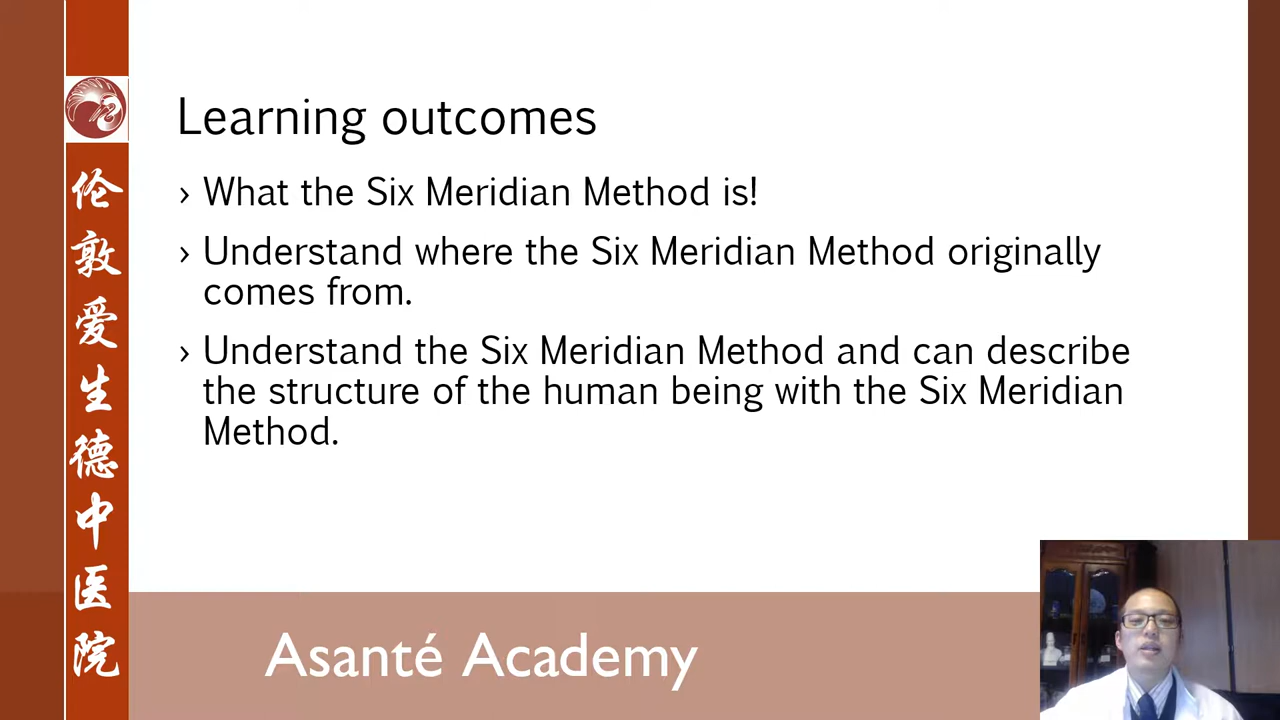 伦敦爱生德中医院
Learning outcomes
› What the Six Meridian Method is!
› Understand where the Six Meridian Method originally
comes from.
› Understand the Six Meridian Method and can describe
the structure of the human being with the Six Meridian
Method.
Asanté Academy